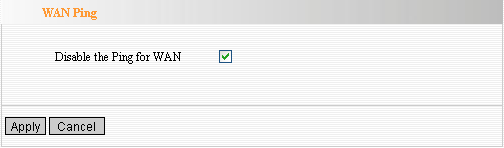 WAN Ping
Disable the Ping for WAN
Apply Cancel